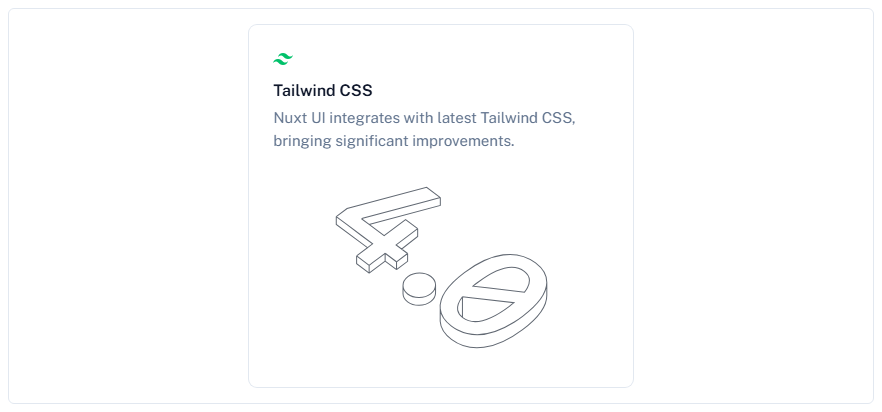 Tailwind CSS
Nuxt UI integrates with latest Tailwind CSS,
bringing significant improvements.
4.0